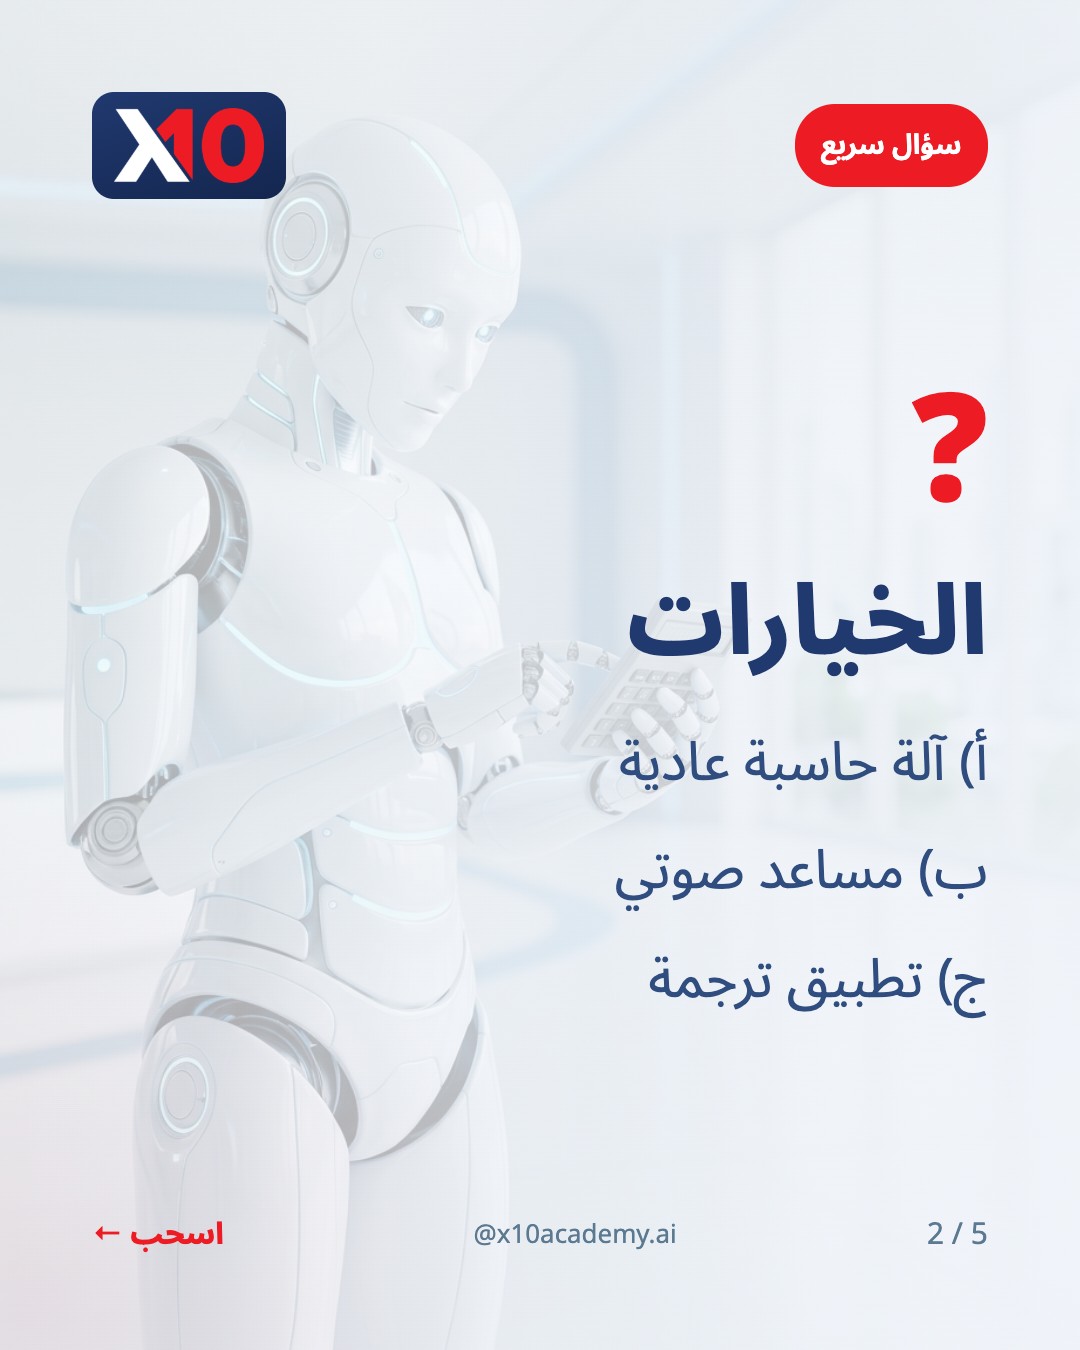 X10
سؤال سريع
?
الخيارات
أ) آلة حاسبة عادية
ب) مساعد صوتي
ج) تطبيق ترجمة
2 / 5
@x10academy.ai
اسحب ←